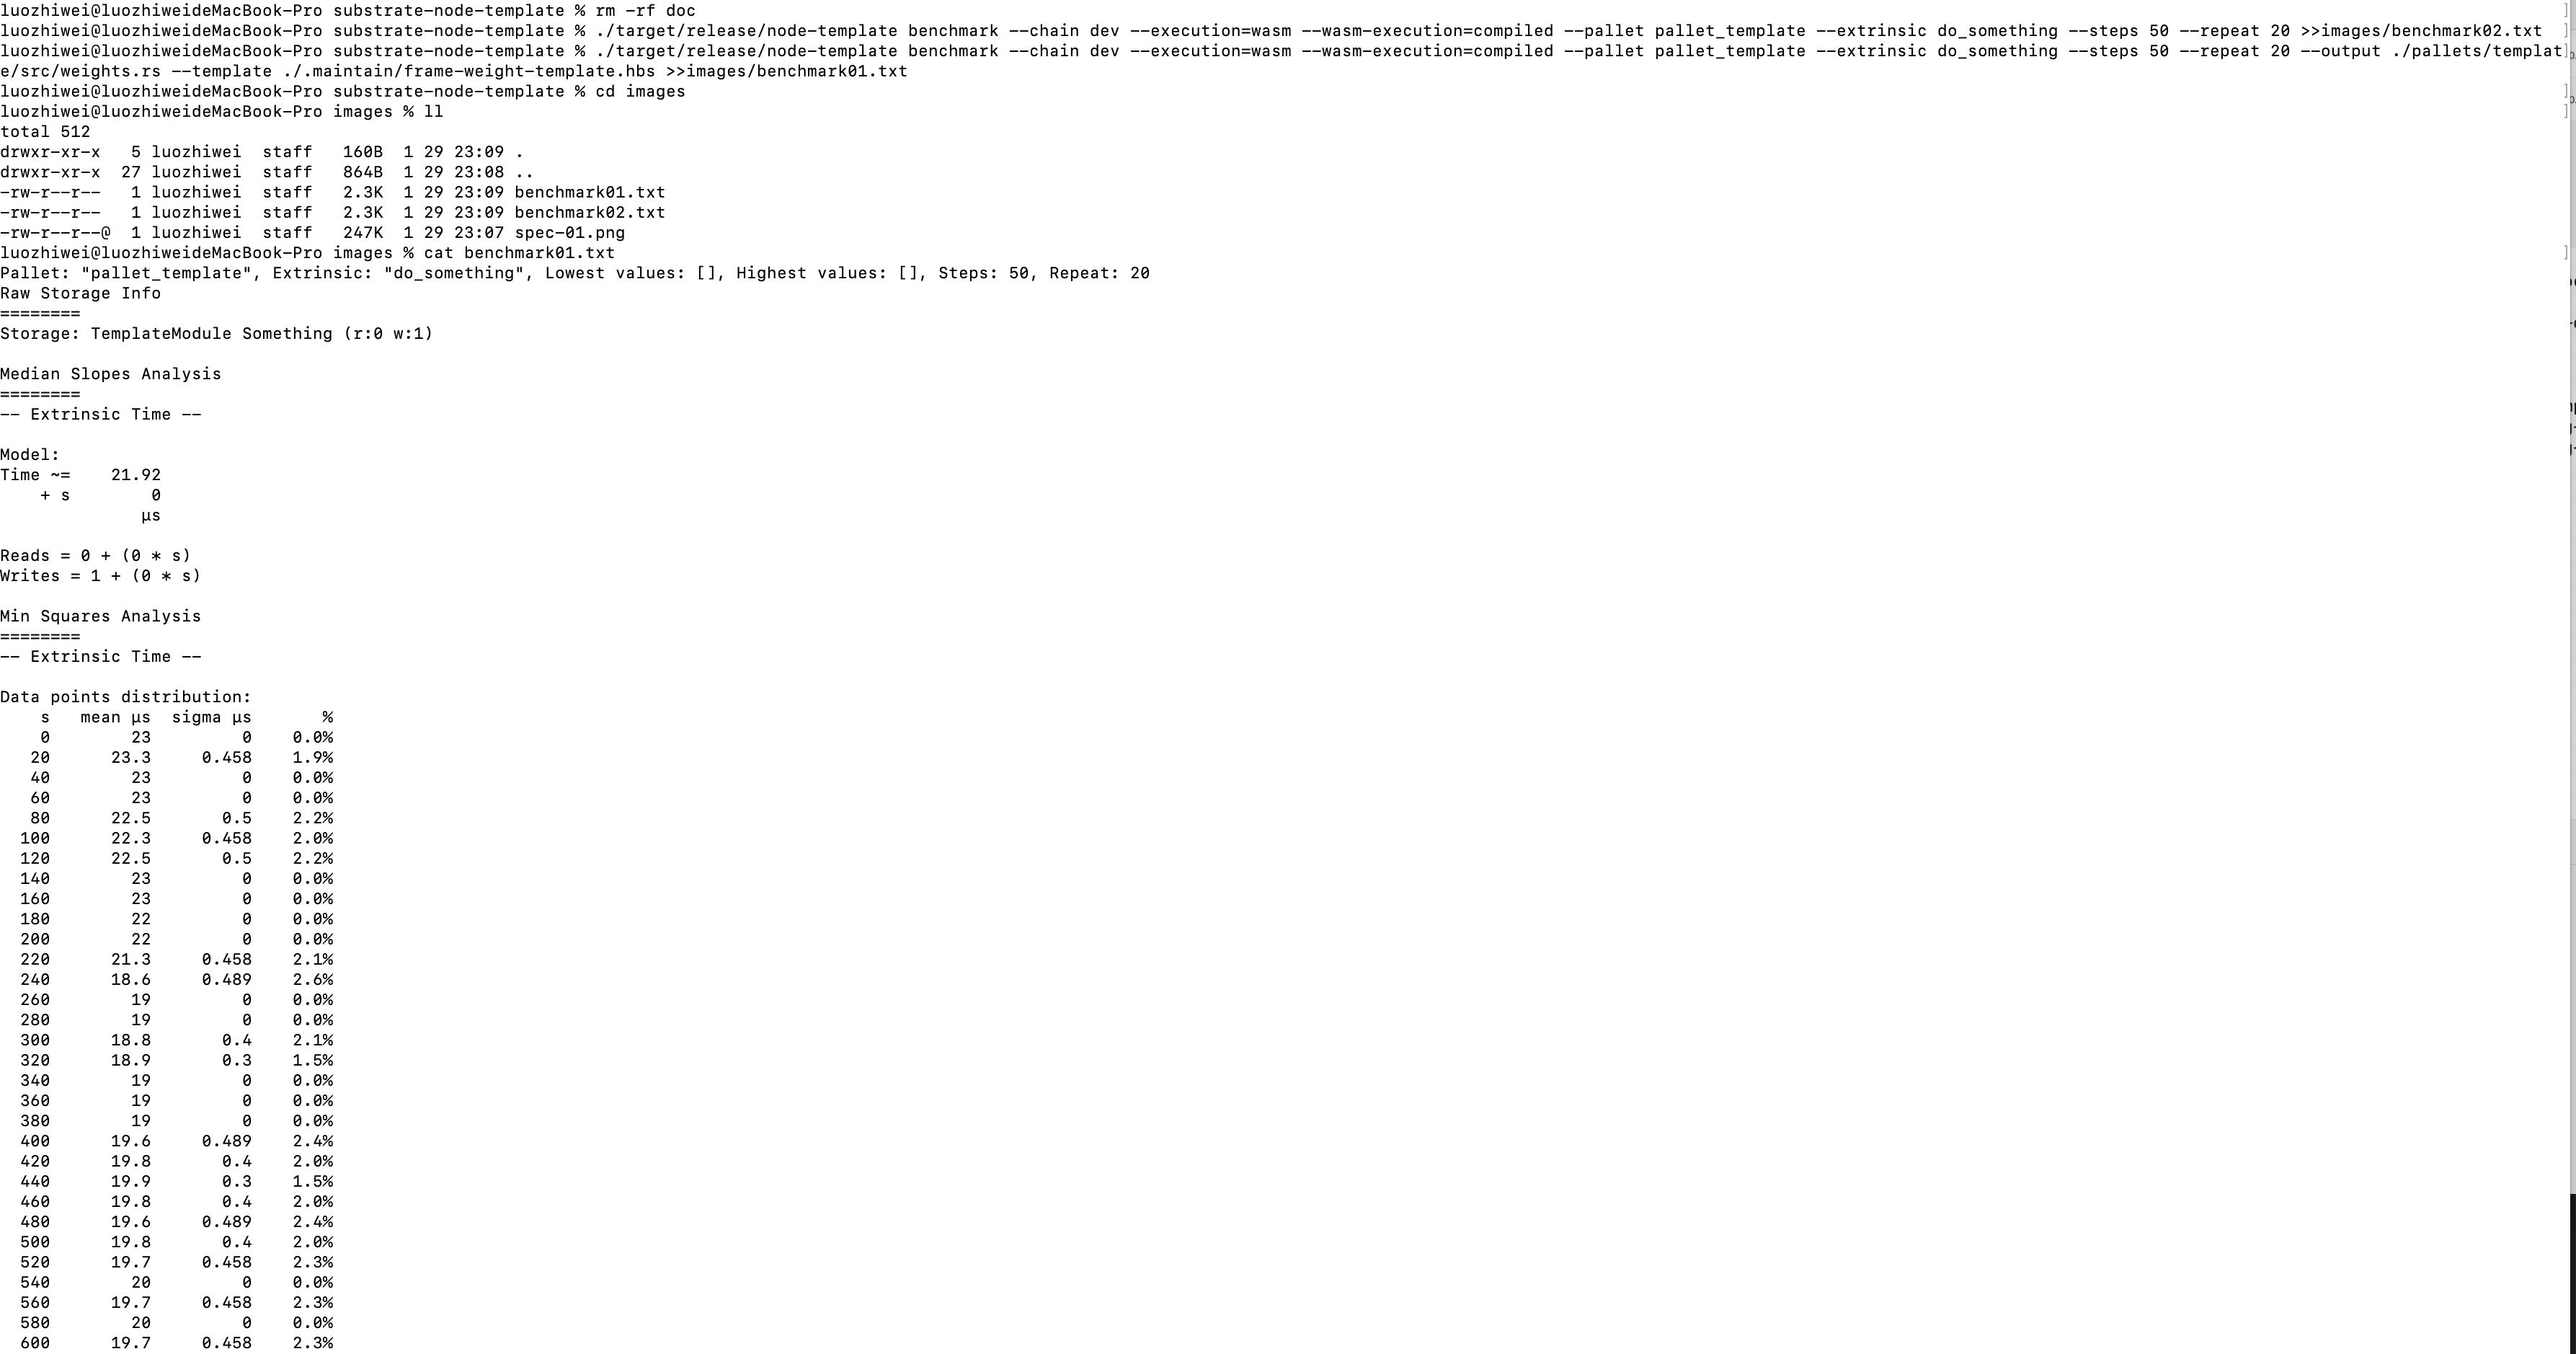 luozhiwei@luozhiweideMacBook-Pro substrate-node-template % rm -rf doc
luozhiwei@luozhiweideMacBook-Pro substrate-node-template % ./target/release/node-template benchmark --chain dev --execution=wasm --wasm-execution=compiled --pallet pallet_template --extrinsic do_something --steps 50 --repeat 20 >>images/benchmark02.txt
luozhiwei@luozhiweideMacBook-Pro substrate-node-template % ./target/release/node-template benchmark --chain dev --execution=wasm --wasm-execution=compiled --pallet pallet_template --extrinsic do_something --steps 50 --repeat 20 --output ./pallets/templat
e/src/weights.rs --template ./.maintain/frame-weight-template.hbs >>images/benchmark01.txt
luozhiwei@luozhiweideMacBook-Pro substrate-node-template % cd images
luozhiwei@luozhiweideMacBook-Pro images % ll
total 512
drwxr-xr-x   5 luozhiwei  staff   160B  1 29 23:09 .
drwxr-xr-x  27 luozhiwei  staff   864B  1 29 23:08 ..
-rw-r--r--   1 luozhiwei  staff   2.3K  1 29 23:09 benchmark01.txt
-rw-r--r--   1 luozhiwei  staff   2.3K  1 29 23:09 benchmark02.txt
-rw-r--r--@  1 luozhiwei  staff   247K  1 29 23:07 spec-01.png
luozhiwei@luozhiweideMacBook-Pro images % cat benchmark01.txt
Pallet: "pallet_template", Extrinsic: "do_something", Lowest values: [], Highest values: [], Steps: 50, Repeat: 20
Raw Storage Info
========
Storage: TemplateModule Something (r:0 w:1)

Median Slopes Analysis
========
-- Extrinsic Time --

Model:
Time ~=    21.92
    + s        0
              µs

Reads = 0 + (0 * s)
Writes = 1 + (0 * s)

Min Squares Analysis
========
-- Extrinsic Time --

Data points distribution:
    s   mean µs  sigma µs       %
    0        23         0    0.0%
   20      23.3     0.458    1.9%
   40        23         0    0.0%
   60        23         0    0.0%
   80      22.5       0.5    2.2%
  100      22.3     0.458    2.0%
  120      22.5       0.5    2.2%
  140        23         0    0.0%
  160        23         0    0.0%
  180        22         0    0.0%
  200        22         0    0.0%
  220      21.3     0.458    2.1%
  240      18.6     0.489    2.6%
  260        19         0    0.0%
  280        19         0    0.0%
  300      18.8       0.4    2.1%
  320      18.9       0.3    1.5%
  340        19         0    0.0%
  360        19         0    0.0%
  380        19         0    0.0%
  400      19.6     0.489    2.4%
  420      19.8       0.4    2.0%
  440      19.9       0.3    1.5%
  460      19.8       0.4    2.0%
  480      19.6     0.489    2.4%
  500      19.8       0.4    2.0%
  520      19.7     0.458    2.3%
  540        20         0    0.0%
  560      19.7     0.458    2.3%
  580        20         0    0.0%
  600      19.7     0.458    2.3%